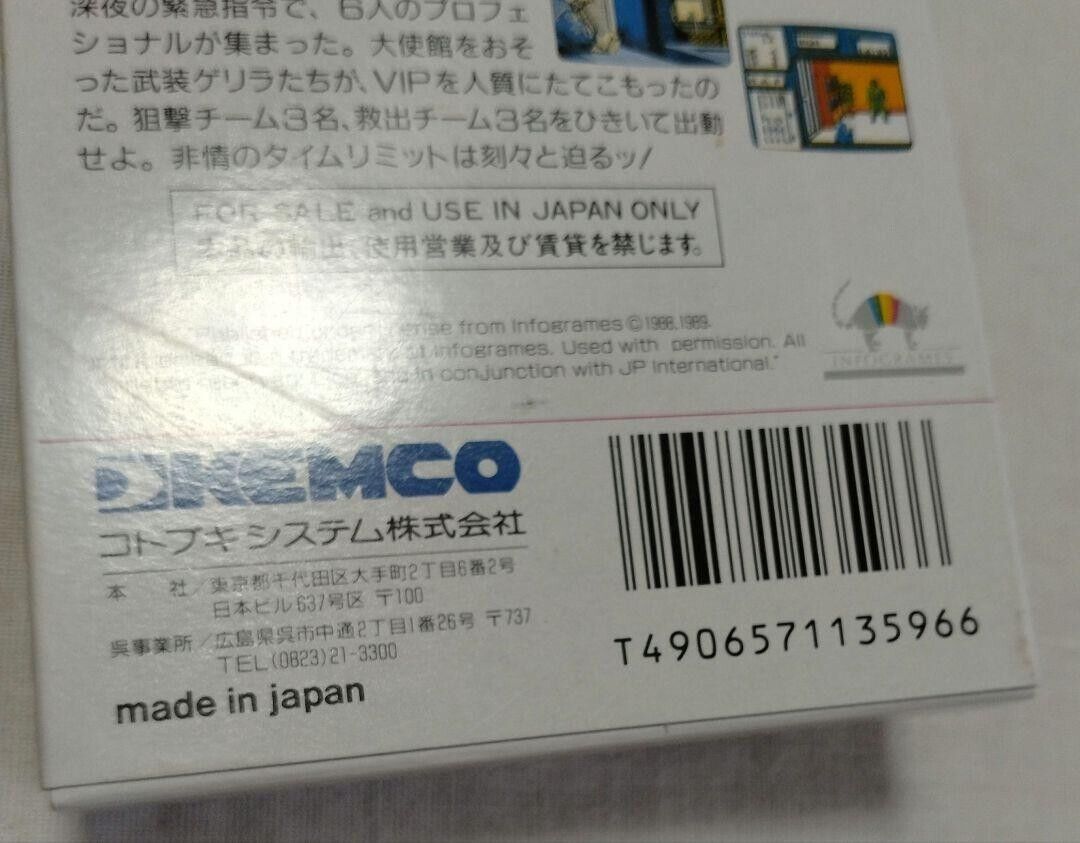 深夜の緊急指令で、6人のプロフェ
ショナルが集まった。大使館をおそ
った武装ゲリラたちが、VIPを人質にたてこもったの
だ。狙撃チーム3名、救出チーム3名をひきいて出動
せよ。非情のタイムリミットは刻々と迫るッ!
FOR SALE and USE IN JAPAN ONLY
使用営業及び賃貸を禁じます。
from Infogrames ©1988,1989.
Infogrames. Used with permission. All
and in conjunction with JP International."
INFOGRAMES
KEMCO
コトブキシステム株式会社
本 社/東京都千代田区大手町2丁目6番2号
日本ビル637号区 〒100
呉事業所/広島県呉市中通2丁目1番26号 〒737
TEL(0823)21-3300
made in japan
T4906571135966